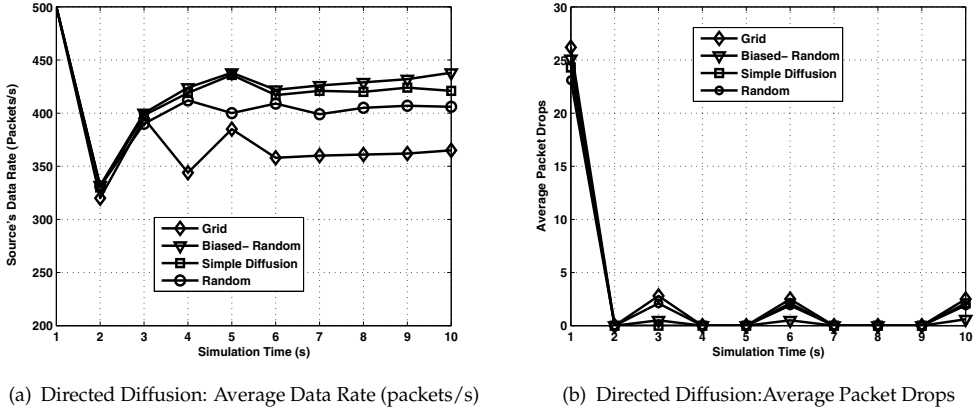 500
450
400
350
300
250
200
1 2 3 4 5 6 7 8 9 10
Source's Data Rate (Packets/s)
Simulation Time (s)
Grid
Biased− Random
Simple Diffusion
Random
(a) Directed Diffusion: Average Data Rate (packets/s)
30
25
20
15
10
5
0
1 2 3 4 5 6 7 8 9 10
Average Packet Drops
Simulation Time (s)
Grid
Biased− Random
Simple Diffusion
Random
(b) Directed Diffusion:Average Packet Drops